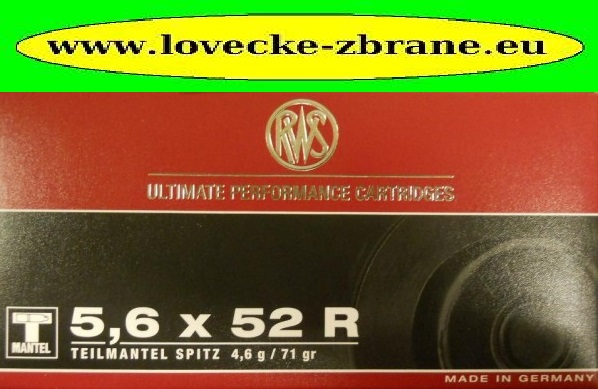 www.lovecke-zbrane.eu
RWS
ULTIMATE PERFORMANCE CARTRIDGES
T
MANTEL
5,6 x 52 R
TEILMANTEL SPITZ 4,6 g / 71 gr
MADE IN GERMANY